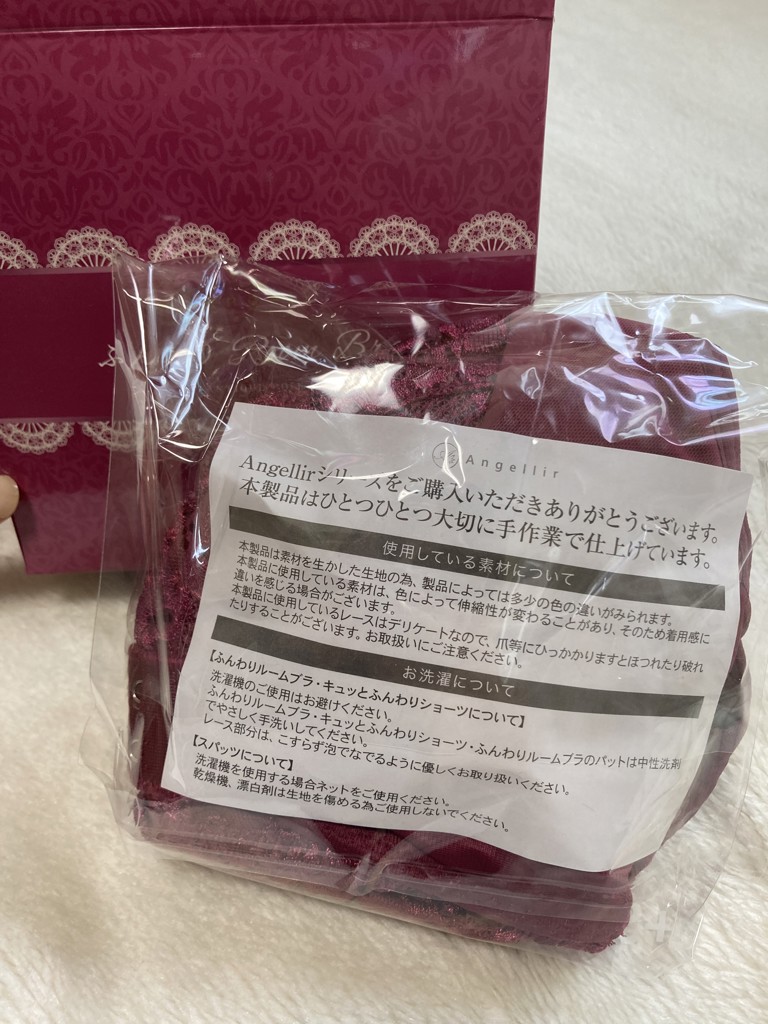 Angellir
Angellirシリーズをご購入いただきありがとうございます。
本製品はひとつひとつ大切に手作業で仕上げています。
使用している素材について
本製品は素材を生かした生地の為、製品によっては多少の色の違いがみられます。
本製品に使用している素材は、色によって伸縮性が変わることがあり、そのため着用感に
違いを感じる場合がございます。
本製品に使用しているレースはデリケートなので、爪等にひっかかりますとほつれたり破れ
たりすることがございます。お取扱いにご注意ください。
お洗濯について
【ふんわりルームブラ・キュッとふんわりショーツについて】
洗濯機のご使用はお避けください。
ふんわりルームブラ・キュッとふんわりショーツ・ふんわりルームブラのパットは中性洗剤
でやさしく手洗いしてください。
レース部分は、こすらず泡でなでるように優しくお取り扱いください。
【スパッツについて】
洗濯機を使用する場合ネットをご使用ください。
乾燥機、漂白剤は生地を傷める為ご使用しないでください。